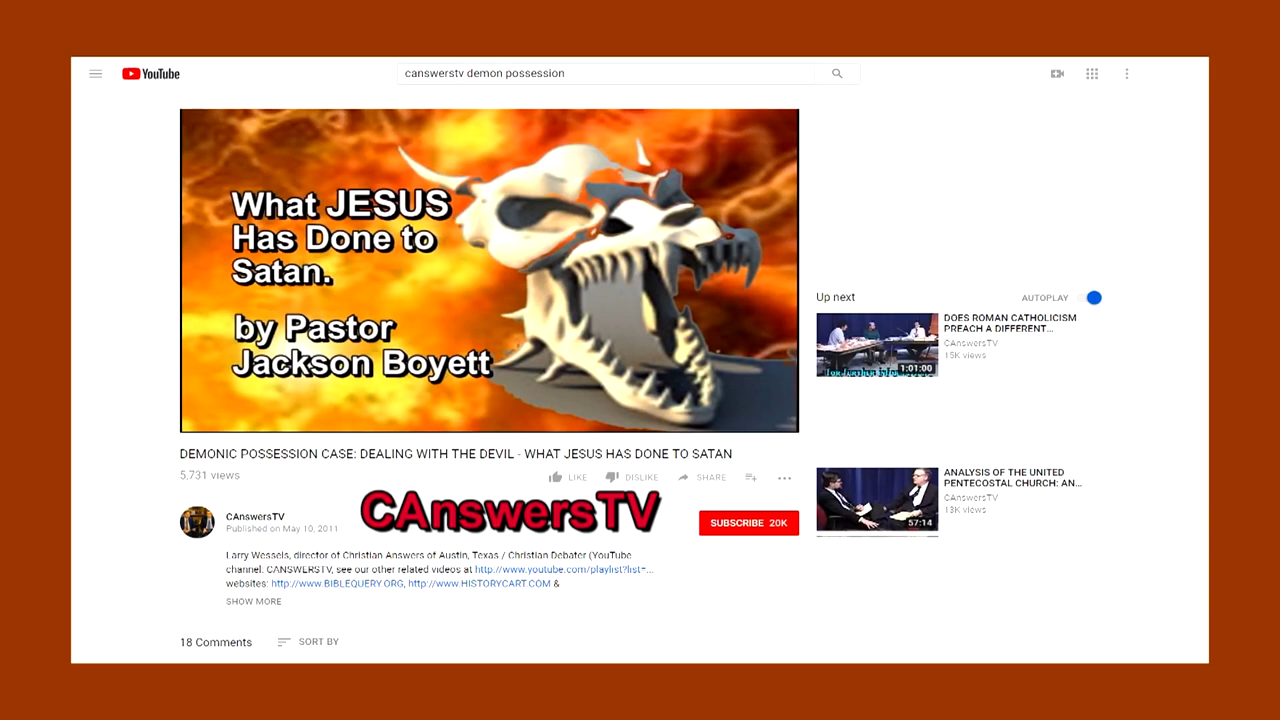 YouTube
canswerstv demon possession
What JESUS
Has Done to
Satan.
by Pastor
Jackson Boyett
DEMONIC POSSESSION CASE: DEALING WITH THE DEVIL - WHAT JESUS HAS DONE TO SATAN
5,731 views
LIKE
DISLIKE
SHARE
CAnswersTV
Published on May 10, 2011
CAnswersTV
SUBSCRIBE 20K
Larry Wessels, director of Christian Answers of Austin, Texas / Christian Debater (YouTube
channel: CANSWERSTV, see our other related videos at http://www.youtube.com/playlist?list=...
websites: http://www.BIBLEQUERY.ORG, http://www.HISTORYCART.COM &
SHOW MORE
18 Comments
SORT BY
Up next
AUTOPLAY
DOES ROMAN CATHOLICISM
PREACH A DIFFERENT...
CAnswersTV
15K views
for further
1:01:00
ANALYSIS OF THE UNITED
PENTECOSTAL CHURCH: AN...
CAnswersTV
13K views
57:14